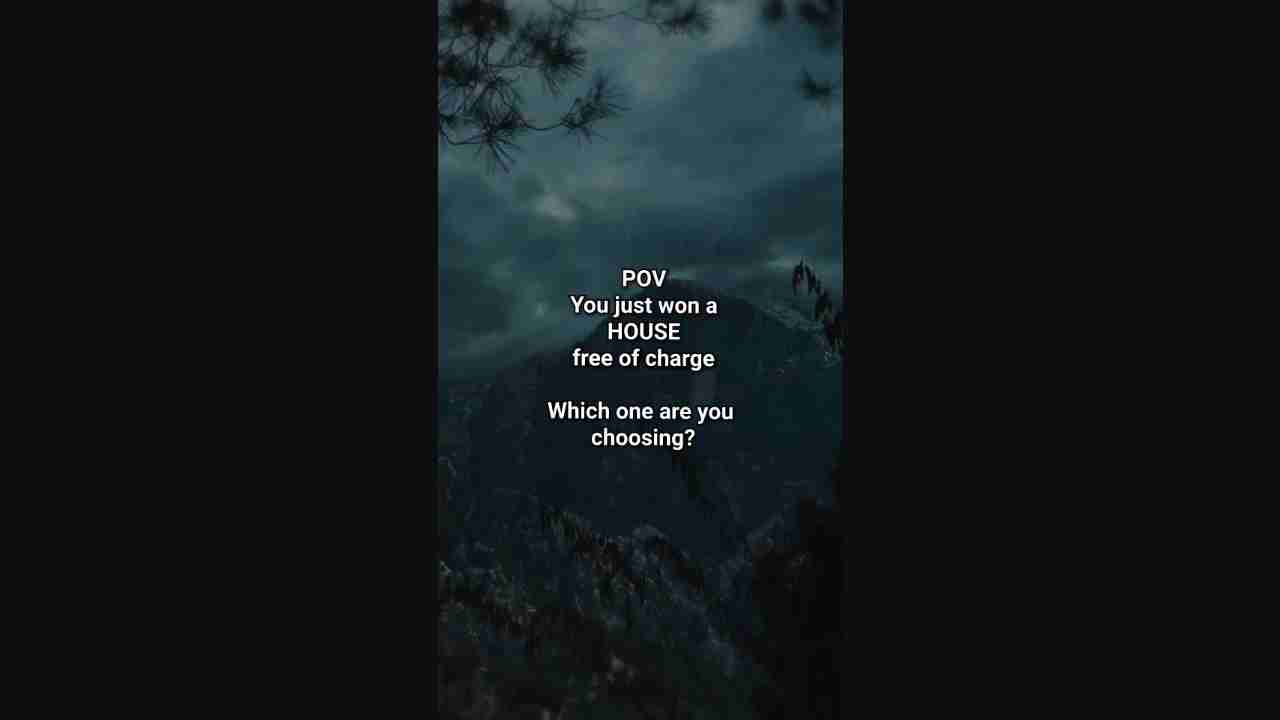 POV
You just won a
HOUSE
free of charge
Which one are you
choosing?